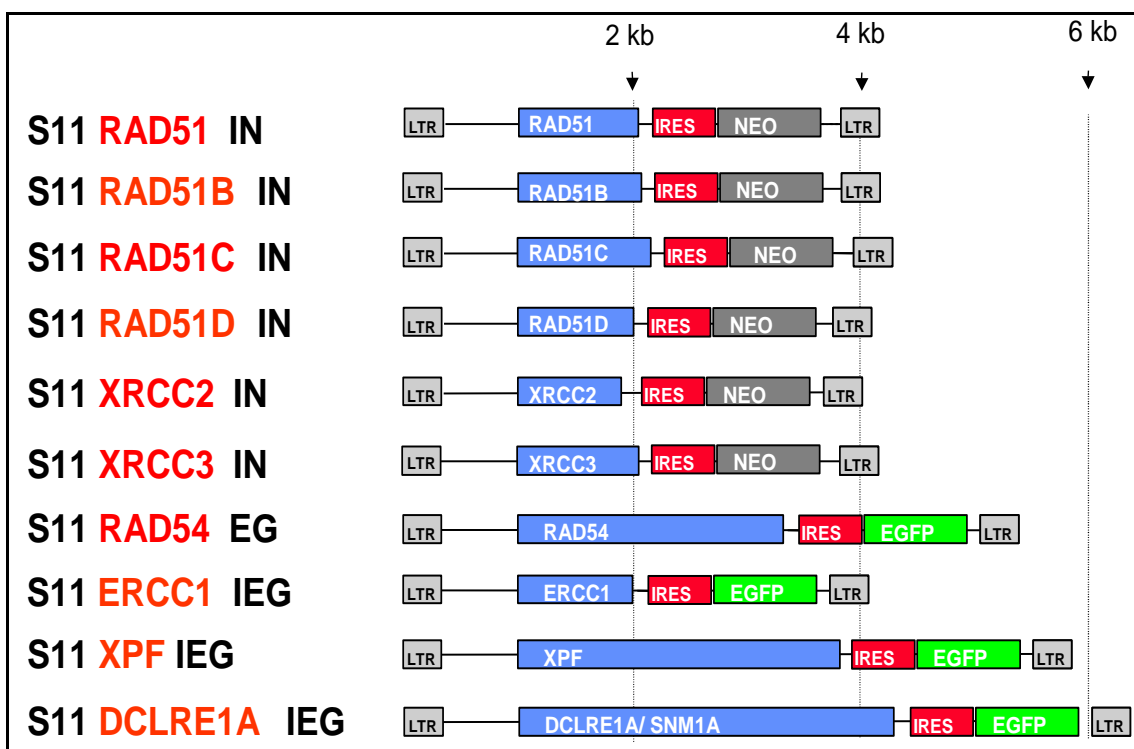 2 kb 4 kb 6 kb
S11 RAD51 IN LTR RAD51 IRES NEO LTR
S11 RAD51B IN LTR RAD51B IRES NEO LTR
S11 RAD51C IN LTR RAD51C IRES NEO LTR
S11 RAD51D IN LTR RAD51D IRES NEO LTR
S11 XRCC2 IN LTR XRCC2 IRES NEO LTR
S11 XRCC3 IN LTR XRCC3 IRES NEO LTR
S11 RAD54 EG LTR RAD54 IRES EGFP LTR
S11 ERCC1 IEG LTR ERCC1 IRES EGFP LTR
S11 XPF IEG LTR XPF IRES EGFP LTR
S11 DCLRE1A IEG LTR DCLRE1A/ SNM1A IRES EGFP LTR